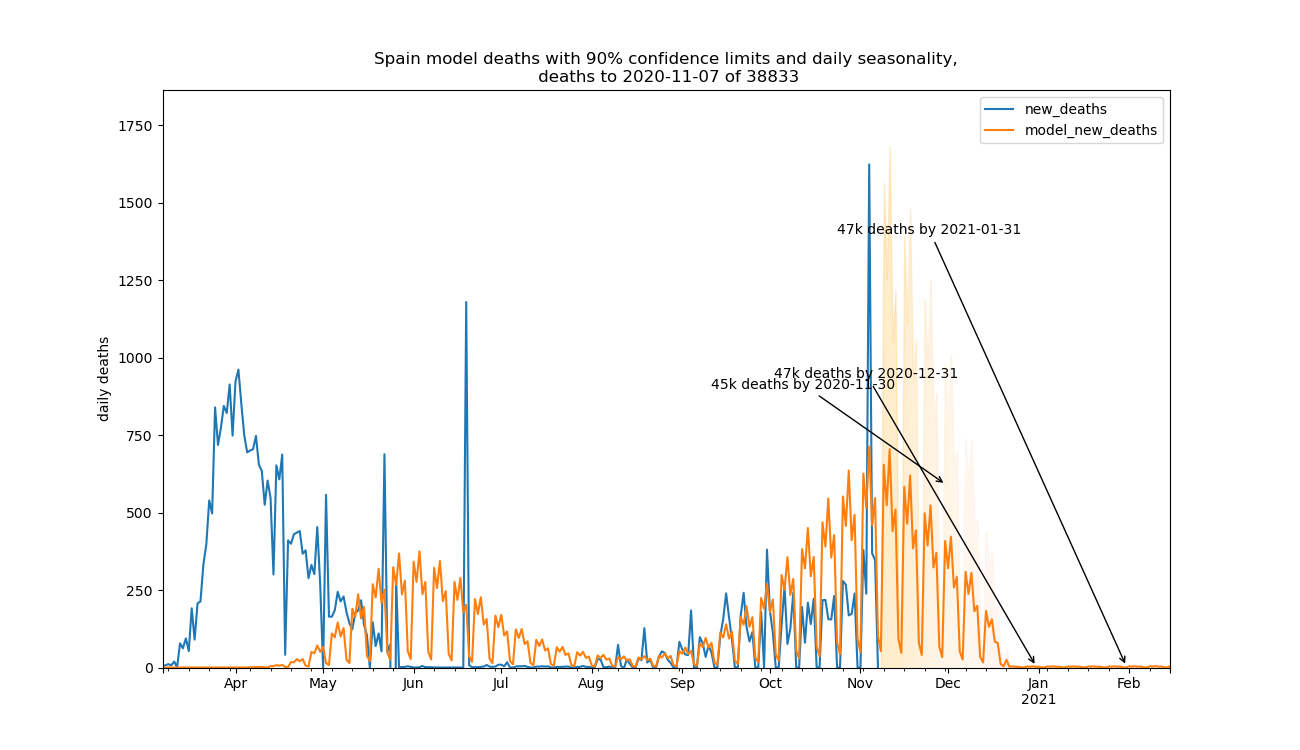 Spain model deaths with 90% confidence limits and daily seasonality,
deaths to 2020-11-07 of 38833
new_deaths
model_new_deaths
1750
1500
1250
1000
750
500
250
0
daily deaths
47k deaths by 2021-01-31
47k deaths by 2020-12-31
45k deaths by 2020-11-30
Apr May Jun Jul Aug Sep Oct Nov Dec Jan Feb
2021